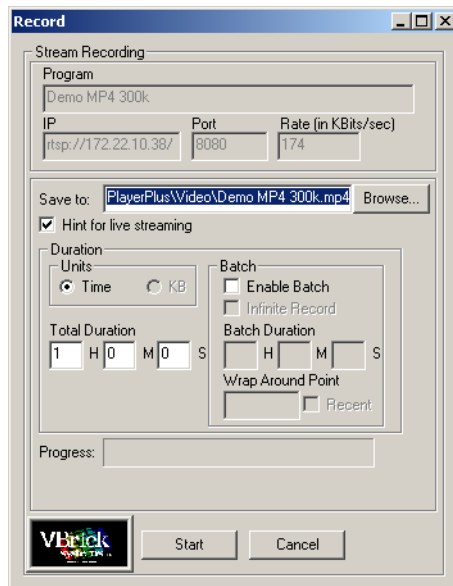 Record
Stream Recording
Program
Demo MP4 300k
IP Port Rate (in KBits/sec)
rtsp://172.22.10.38/ 8080 174
Save to: PlayerPlus\Video\Demo MP4 300k.mp4 Browse...
Hint for live streaming
Duration
Units Batch
Time KB Enable Batch
Infinite Record
Total Duration Batch Duration
1 H 0 M 0 S H M S
Wrap Around Point
Recent
Progress:
VBrick
Start Cancel